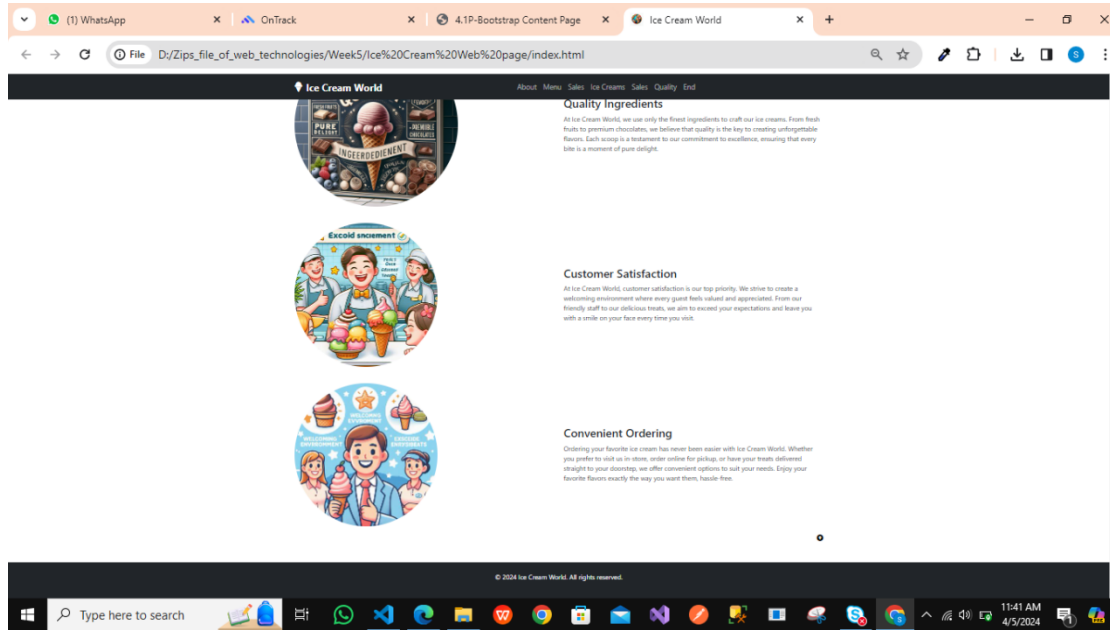 (1) WhatsApp
OnTrack
4.1P-Bootstrap Content Page
Ice Cream World
File
D:/Zips_file_of_web_technologies/Week5/Ice%20Cream%20Web%20page/index.html
S
Ice Cream World
About Menu Sales Ice Creams Sales Quality End
PURE
DELIGHT
INGEERDEDIENENT
CHOCOLATES
Quality Ingredients
At Ice Cream World, we use only the finest ingredients to craft our ice creams. From fresh
fruits to premium chocolates, we believe that quality is the key to creating unforgettable
flavors. Each scoop is a testament to our commitment to excellence, ensuring that every
bite is a moment of pure delight.
Excold sncıement
Customer Satisfaction
At Ice Cream World, customer satisfaction is our top priority. We strive to create a
welcoming environment where every guest feels valued and appreciated. From our
friendly staff to our delicious treats, we aim to exceed your expectations and leave you
with a smile on your face every time you visit.
WELCOMING
WELCOMING
Convenient Ordering
Ordering your favorite ice cream has never been easier with Ice Cream World. Whether
you prefer to visit us in store, order online for pickup, or have your treats delivered
straight to your doorstep, we offer convenient options to suit your needs. Enjoy your
favorite flavors exactly the way you want them, hassle-free.
© 2024 Ice Cream World. All rights reserved.
Type here to search
11:41 AM
4/5/2024